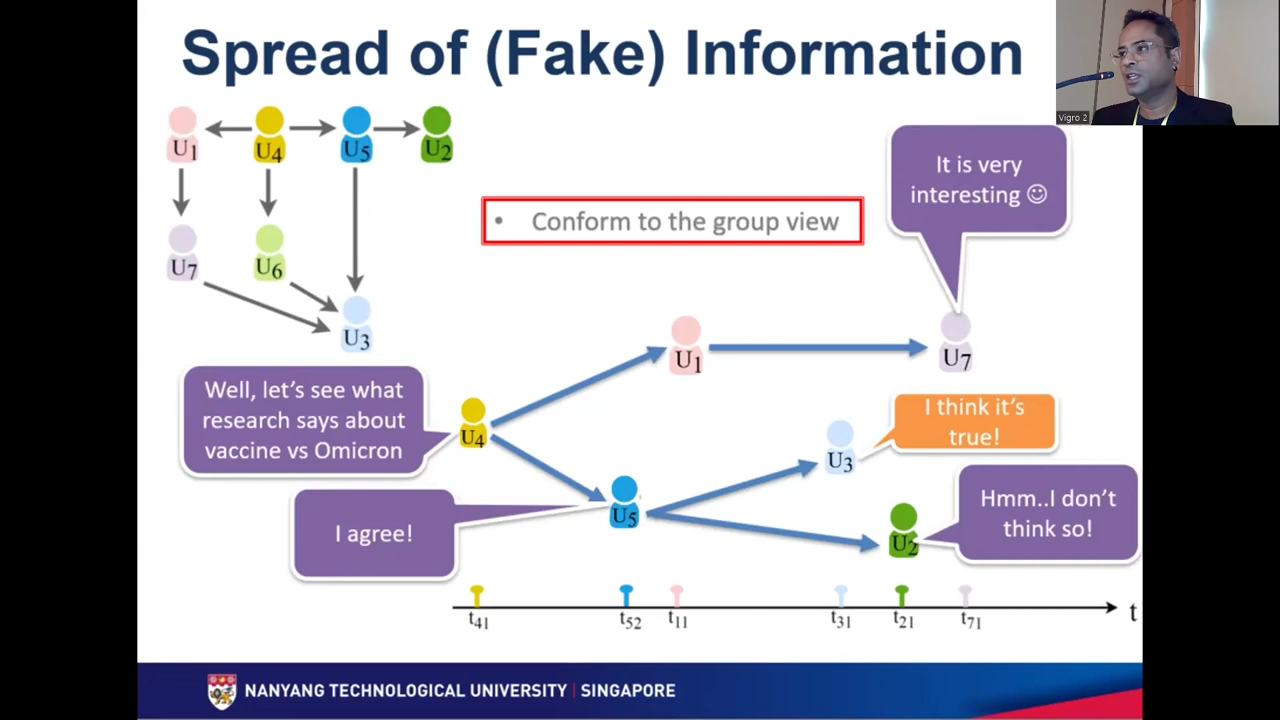 Spread of (Fake) Information
Vigro 2
U1
U4
U5
U2
U7
U6
U3
• Conform to the group view
It is very
interesting ☺
U1
U7
Well, let's see what
research says about
vaccine vs Omicron
U4
I think it's
true!
U3
I agree!
U5
Hmm..I don't
think so!
U2
t41
t52
t11
t31
t21
t71
t
NANYANG TECHNOLOGICAL UNIVERSITY | SINGAPORE